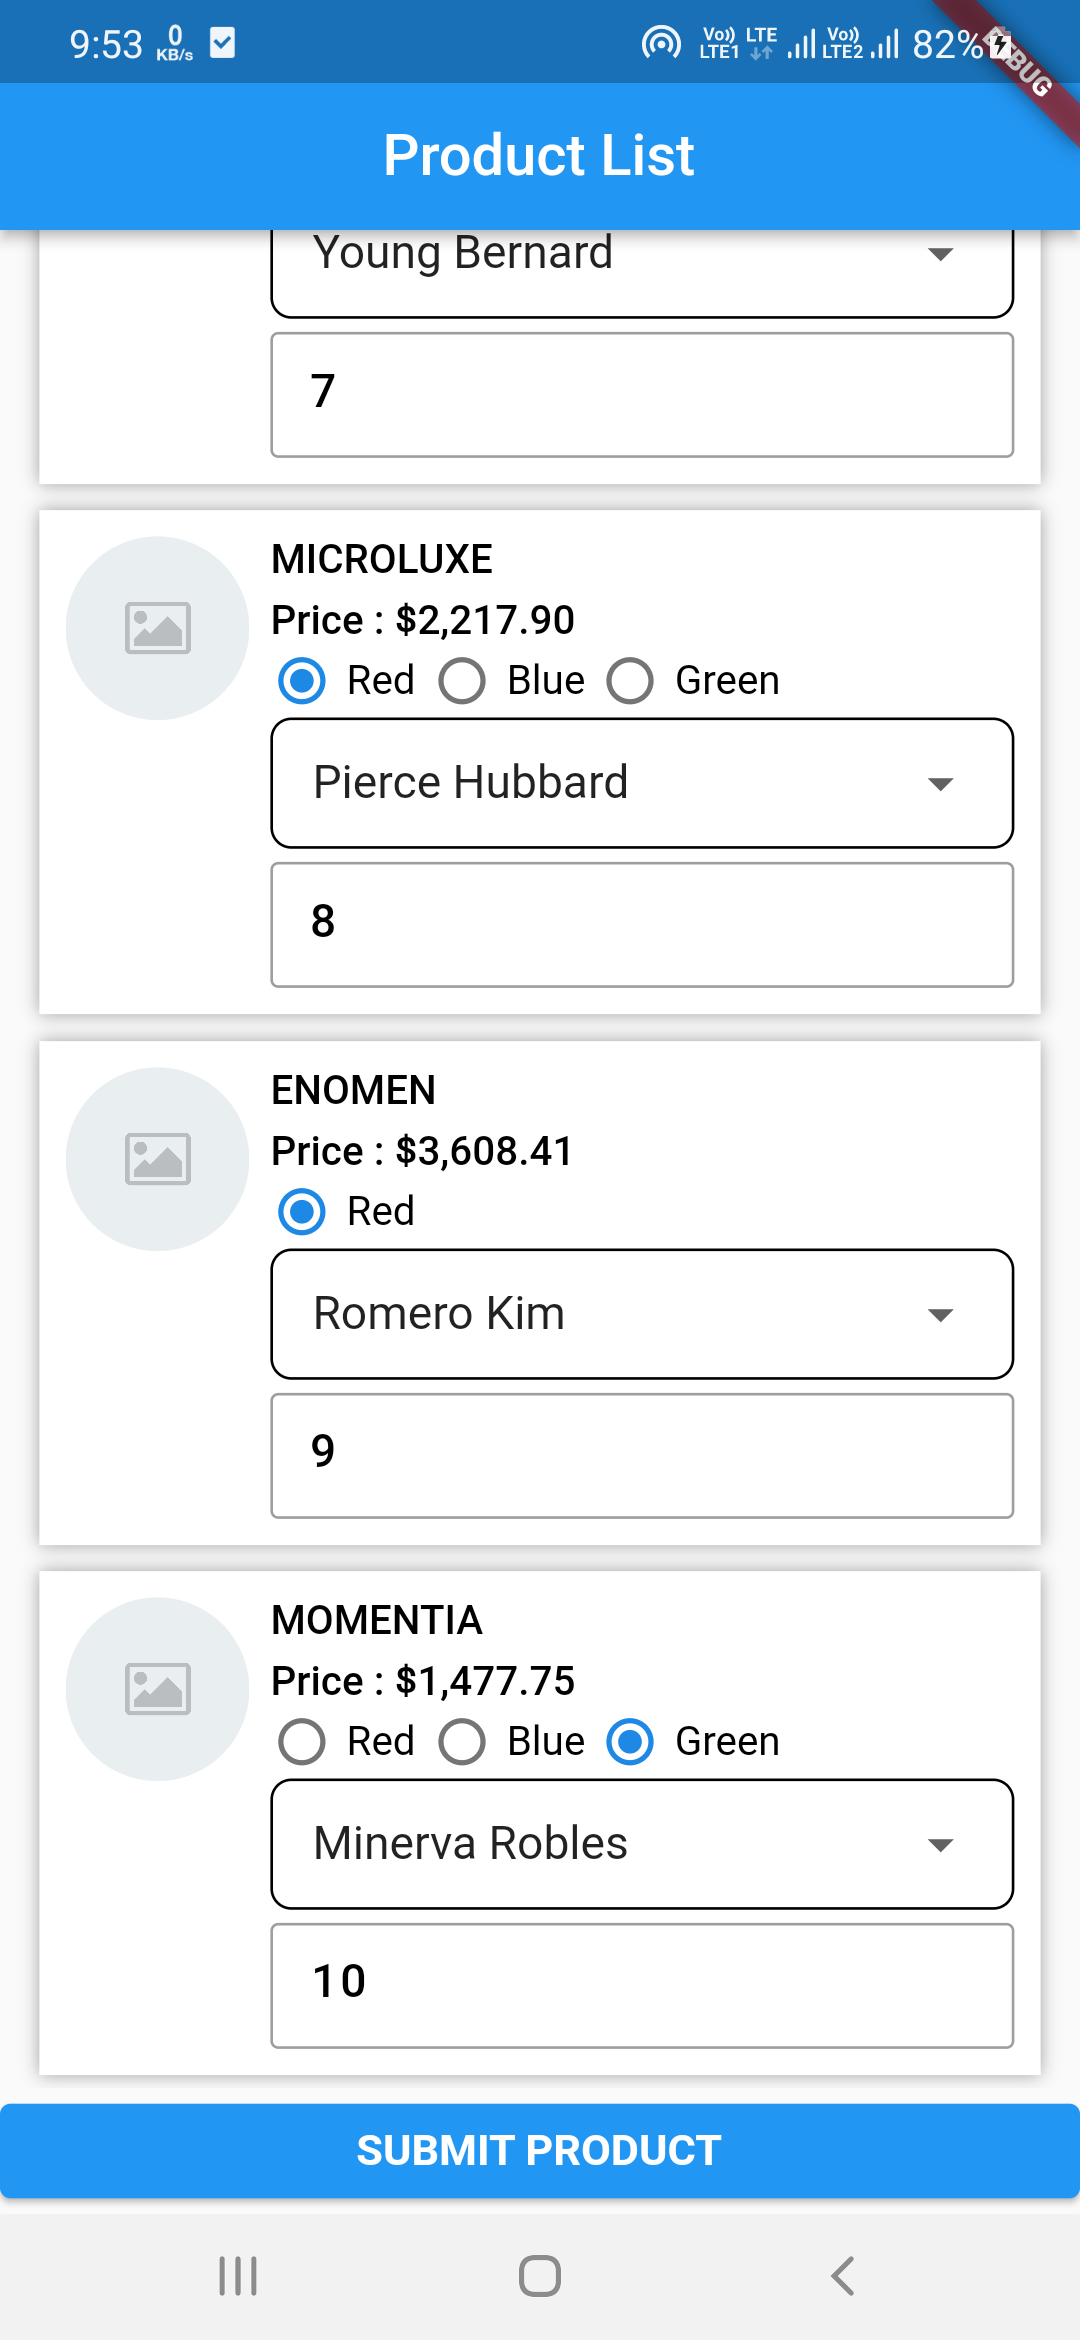 9:53 0 KB/s Vo)) LTE1 LTE Vo)) LTE2 82%
DEBUG
Product List
Young Bernard
7
MICROLUXE
Price : $2,217.90
Red Blue Green
Pierce Hubbard
8
ENOMEN
Price : $3,608.41
Red
Romero Kim
9
MOMENTIA
Price : $1,477.75
Red Blue Green
Minerva Robles
10
SUBMIT PRODUCT